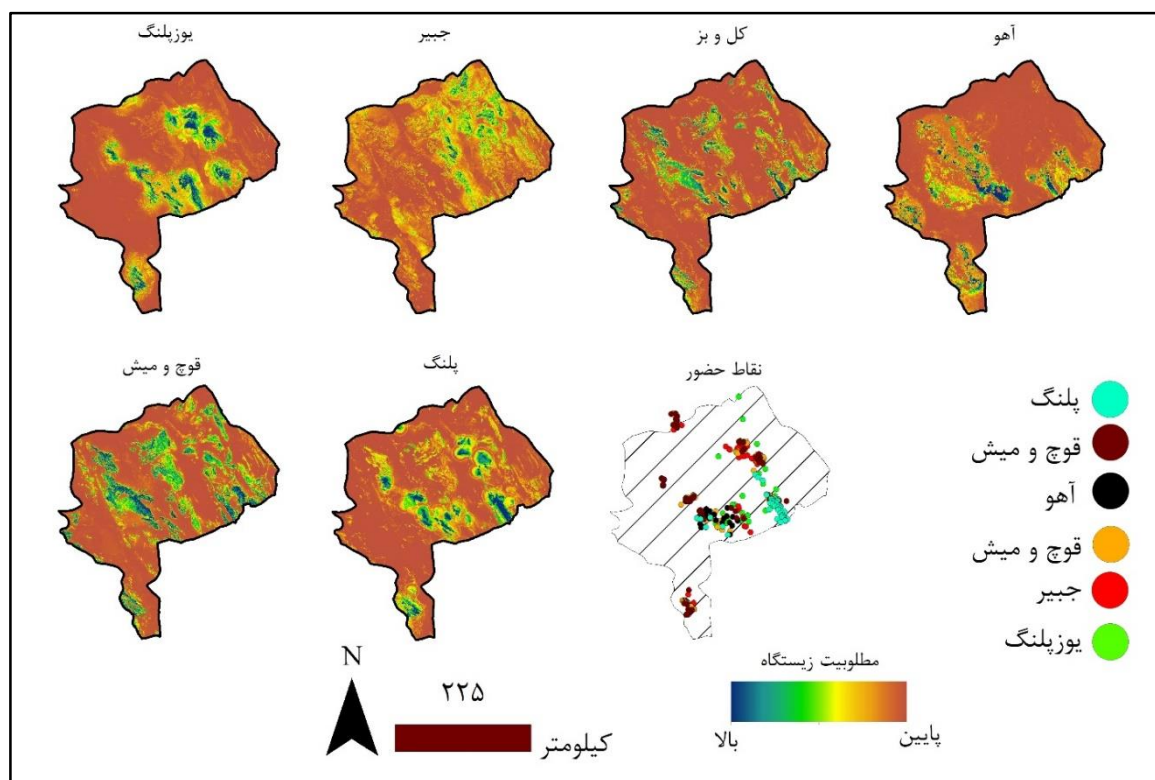 آهو
کل و بز
جبیر
یوزپلنگ
نقاط حضور
پلنگ
قوچ و میش
پلنگ
قوچ و میش
آهو
قوچ و میش
جبیر
یوزپلنگ
مطلوبیت زیستگاه
پایین
بالا
N
۲۲۵
کیلومتر